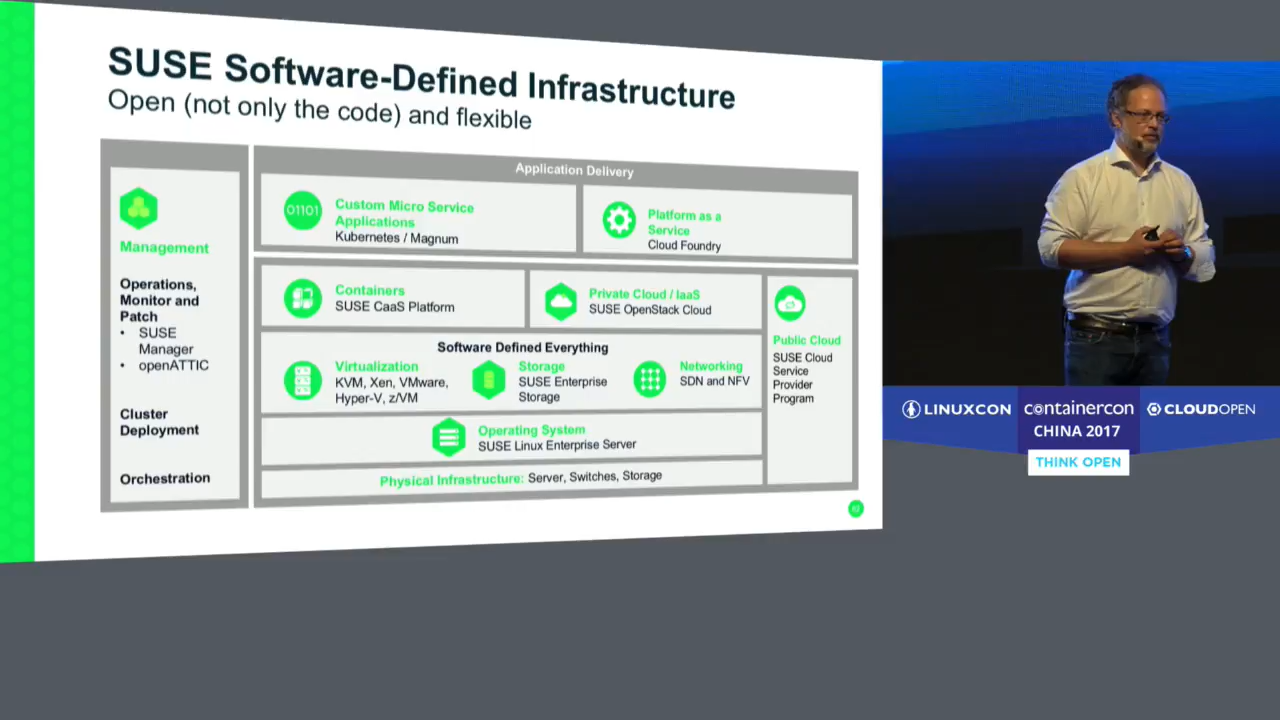 SUSE Software-Defined Infrastructure
Open (not only the code) and flexible
Management
Operations,
Monitor and
Patch
• SUSE
Manager
• openATTIC
Cluster
Deployment
Orchestration
Application Delivery
01101
Custom Micro Service
Applications
Kubernetes / Magnum
Platform as a
Service
Cloud Foundry
Containers
SUSE CaaS Platform
Private Cloud / IaaS
SUSE OpenStack Cloud
Software Defined Everything
Virtualization
KVM, Xen, VMware,
Hyper-V, z/VM
Storage
SUSE Enterprise
Storage
Networking
SDN and NFV
Operating System
SUSE Linux Enterprise Server
Physical Infrastructure: Server, Switches, Storage
Public Cloud
SUSE Cloud
Service
Provider
Program
LINUXCON
containercon
CHINA 2017
CLOUDOPEN
THINK OPEN